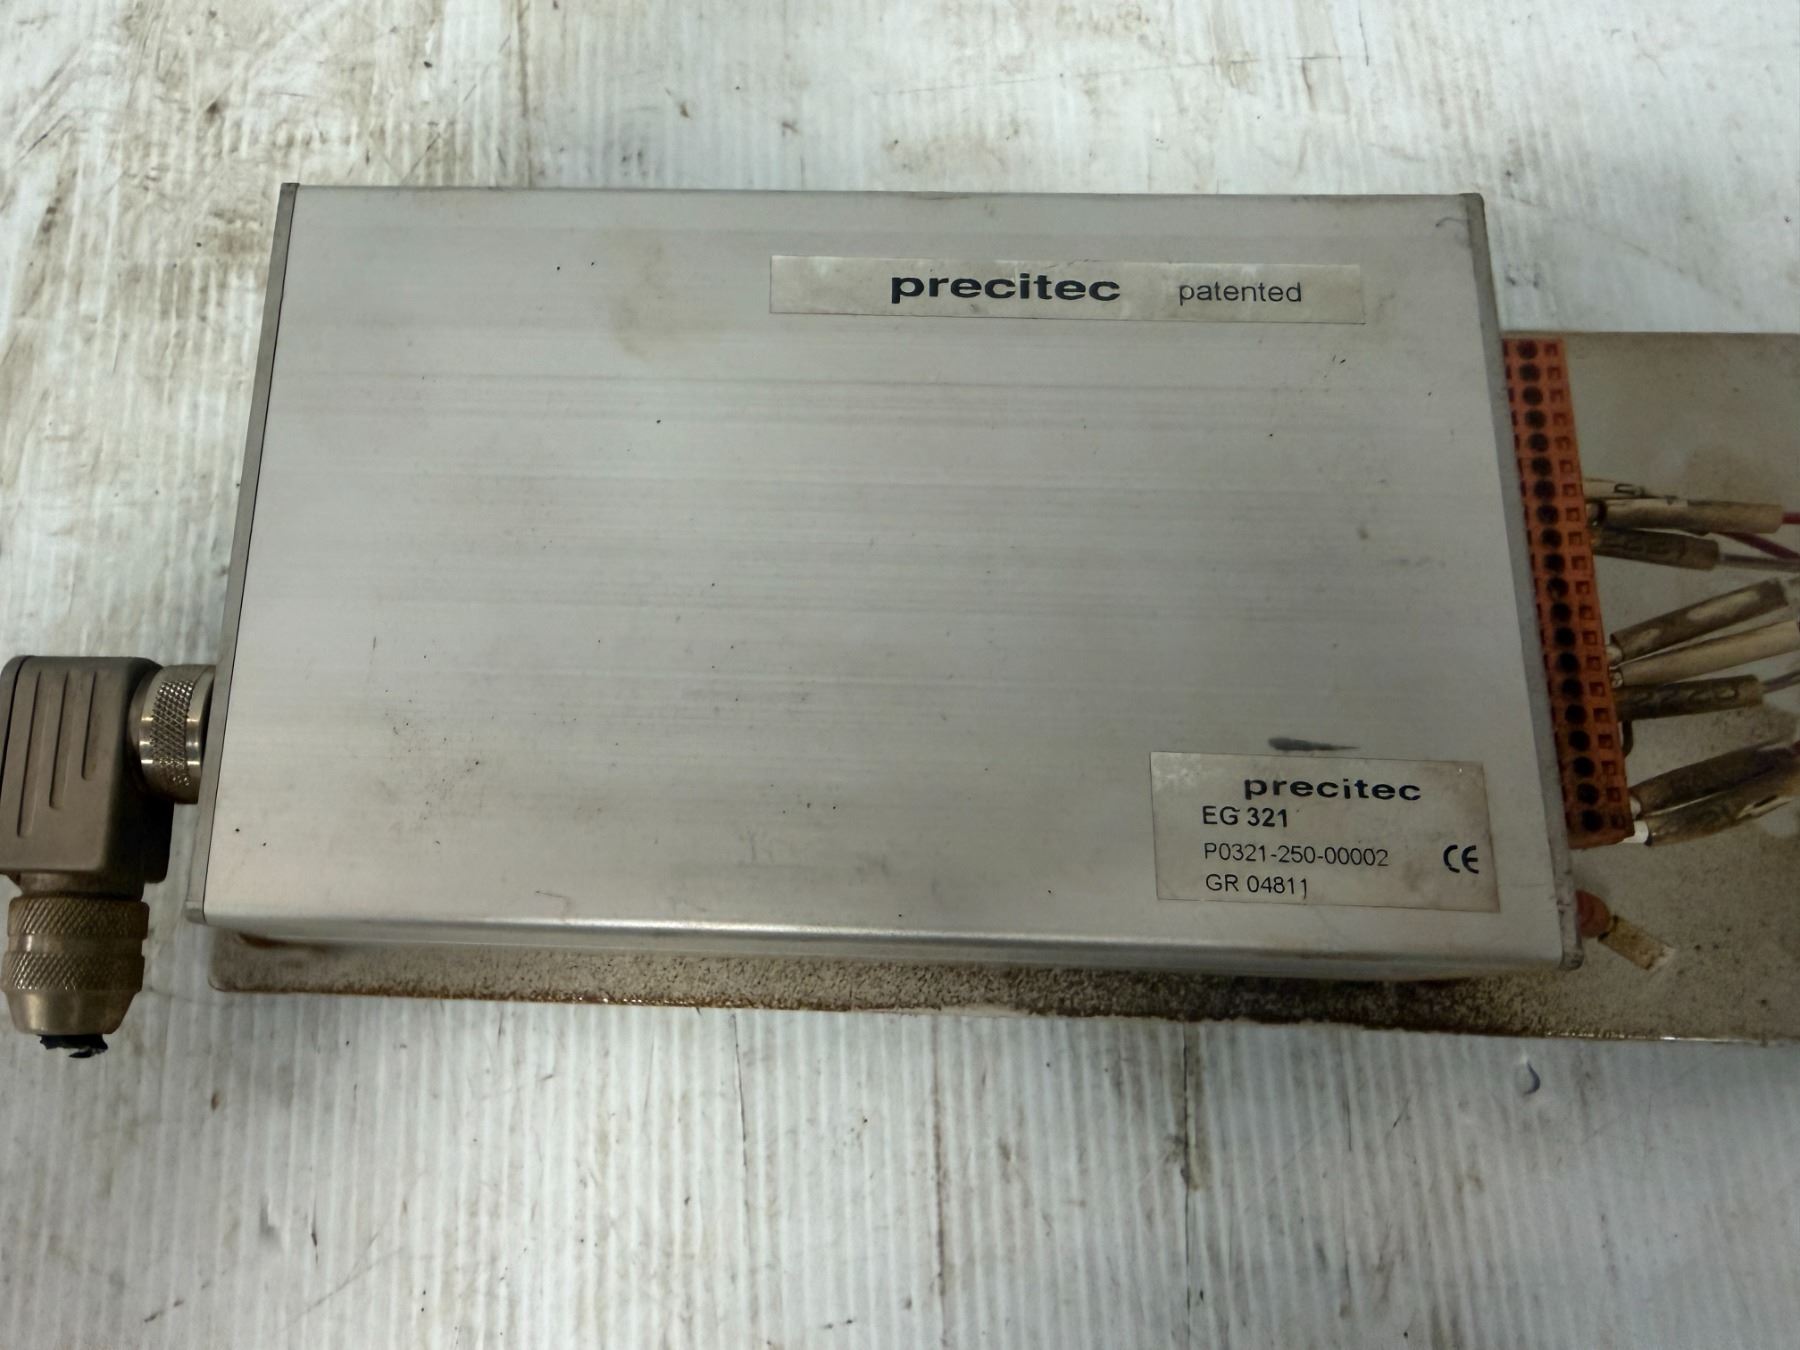 precitec patented
precitec
EG 321
P0321-250-00002
CE
GR 04811